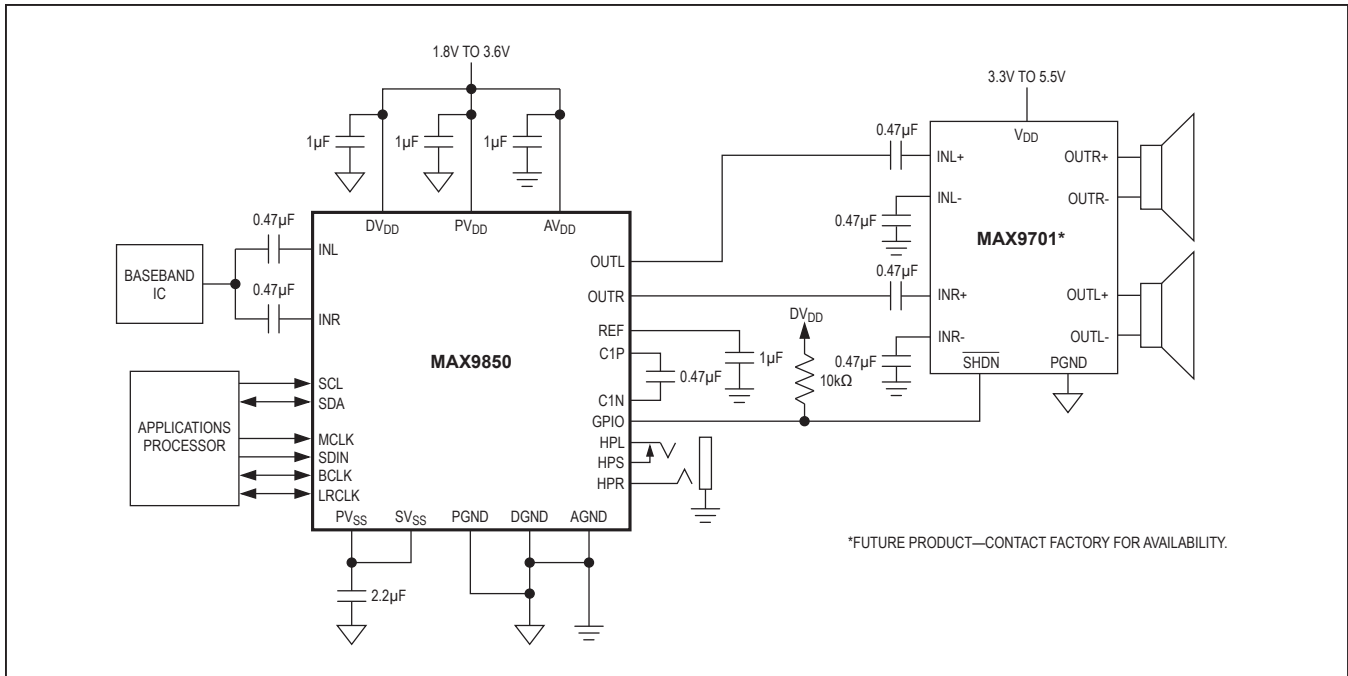 1.8V TO 3.6V
1µF
1µF
1µF
DVDD
PVDD
AVDD
BASEBAND
IC
0.47µF
0.47µF
INL
INR
APPLICATIONS
PROCESSOR
SCL
SDA
MCLK
SDIN
BCLK
LRCLK
MAX9850
OUTL
OUTR
REF
C1P
C1N
GPIO
HPL
HPS
HPR
PVSS
SVSS
PGND
DGND
AGND
2.2µF
1µF
0.47µF
DVDD
10kΩ
3.3V TO 5.5V
0.47µF
0.47µF
0.47µF
0.47µF
VDD
INL+
INL-
INR+
INR-
MAX9701*
OUTR+
OUTR-
OUTL+
OUTL-
SHDN
PGND
*FUTURE PRODUCT—CONTACT FACTORY FOR AVAILABILITY.